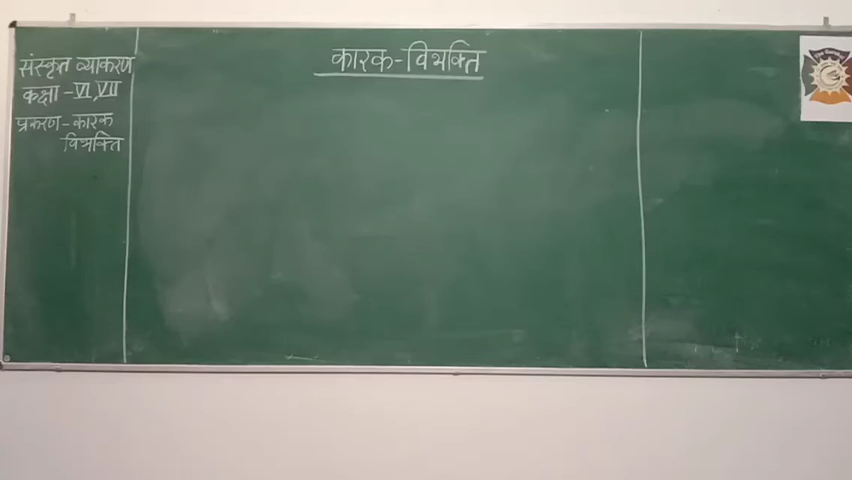 संस्कृत व्याकरण
कक्षा - VI, VII
प्रकरण - कारक
विभक्ति
कारक-विभक्ति